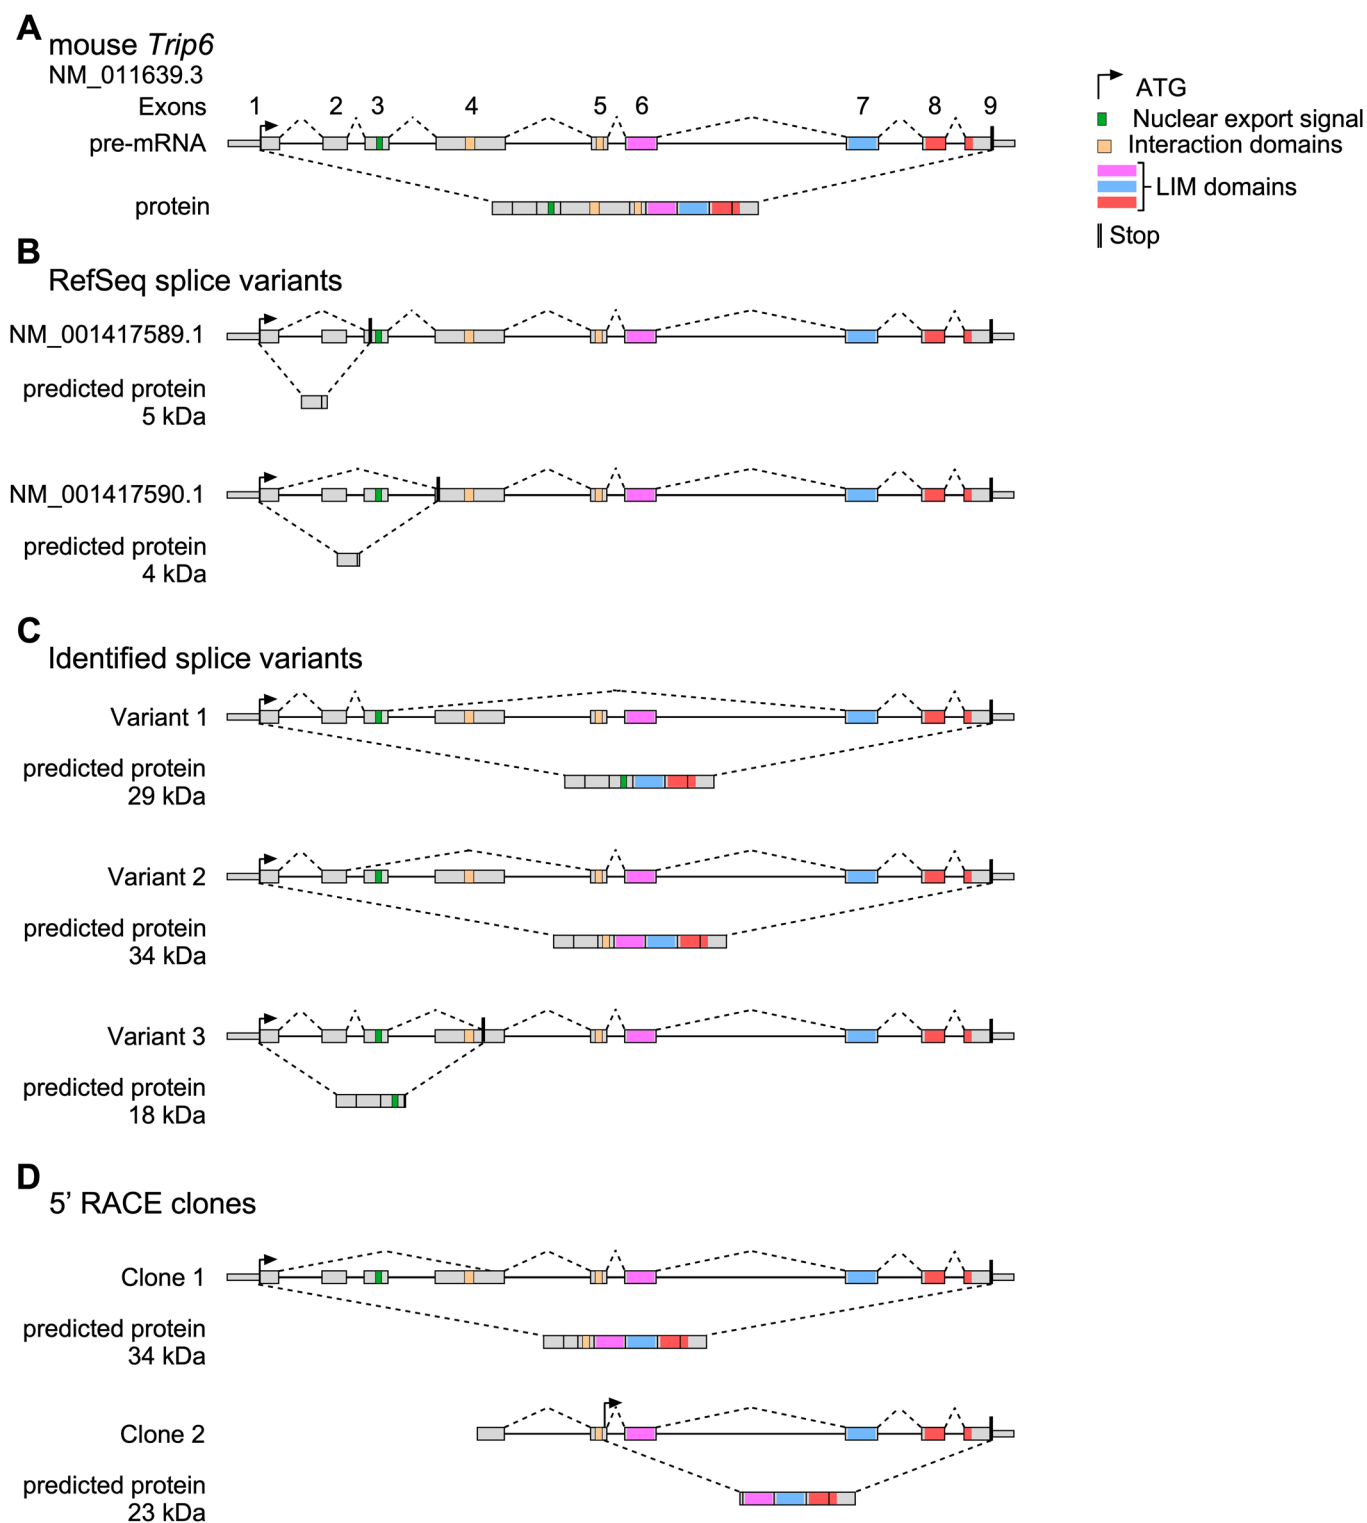 A
mouse Trip6
NM_011639.3
Exons 1 2 3 4 5 6 7 8 9
pre-mRNA
protein
ATG
Nuclear export signal
Interaction domains
LIM domains
Stop
B
RefSeq splice variants
NM_001417589.1
predicted protein
5 kDa
NM_001417590.1
predicted protein
4 kDa
C
Identified splice variants
Variant 1
predicted protein
29 kDa
Variant 2
predicted protein
34 kDa
Variant 3
predicted protein
18 kDa
D
5’ RACE clones
Clone 1
predicted protein
34 kDa
Clone 2
predicted protein
23 kDa